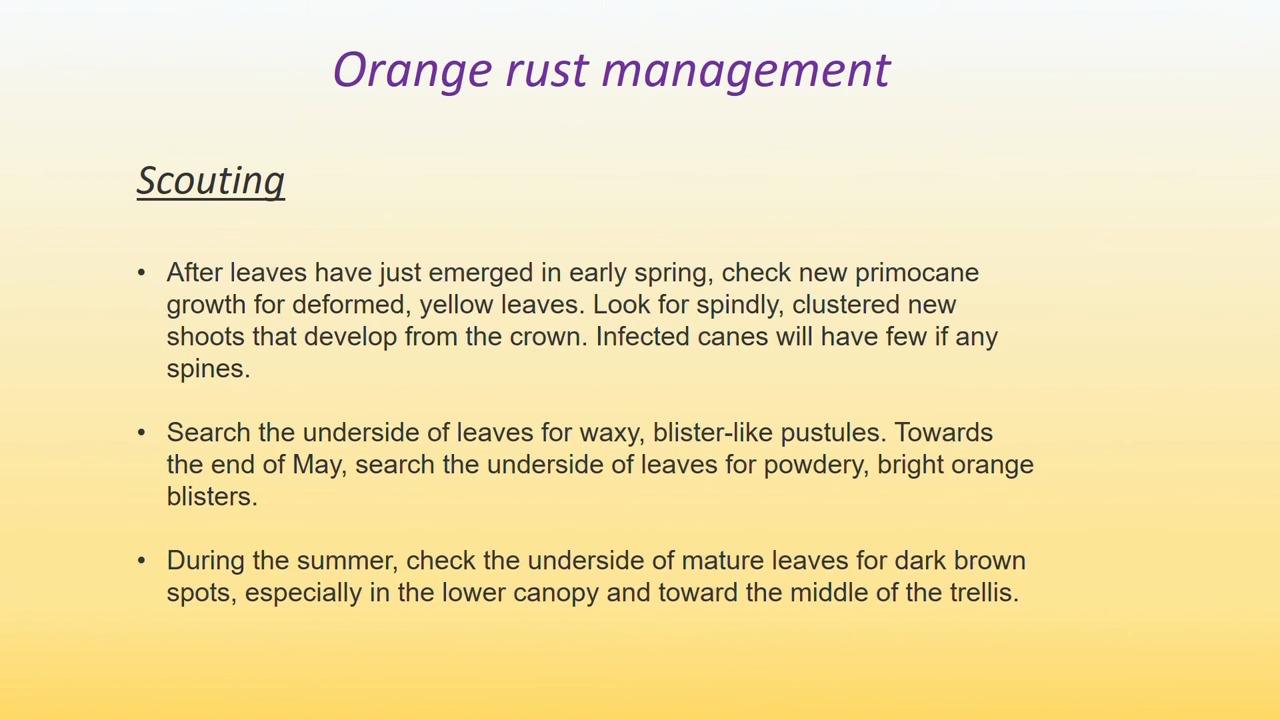 Orange rust management
Scouting
• After leaves have just emerged in early spring, check new primocane
growth for deformed, yellow leaves. Look for spindly, clustered new
shoots that develop from the crown. Infected canes will have few if any
spines.
• Search the underside of leaves for waxy, blister-like pustules. Towards
the end of May, search the underside of leaves for powdery, bright orange
blisters.
• During the summer, check the underside of mature leaves for dark brown
spots, especially in the lower canopy and toward the middle of the trellis.